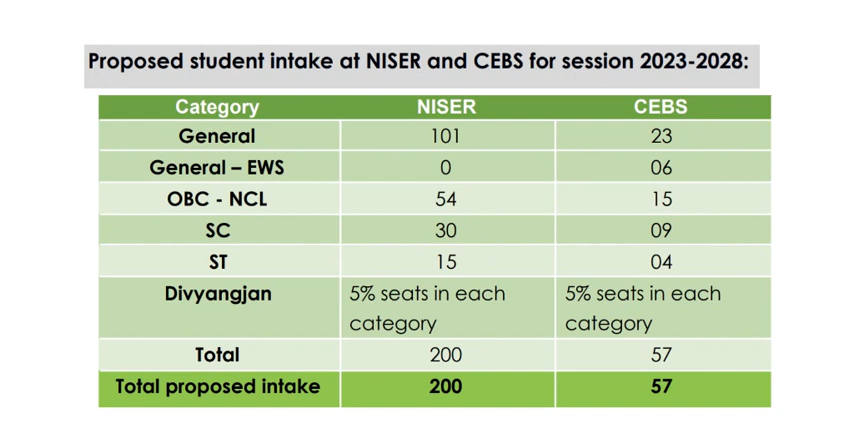 Proposed student intake at NISER and CEBS for session 2023-2028:
Category NISER CEBS
General 101 23
General – EWS 0 06
OBC - NCL 54 15
SC 30 09
ST 15 04
Divyangjan 5% seats in each 5% seats in each
category category
Total 200 57
Total proposed intake 200 57